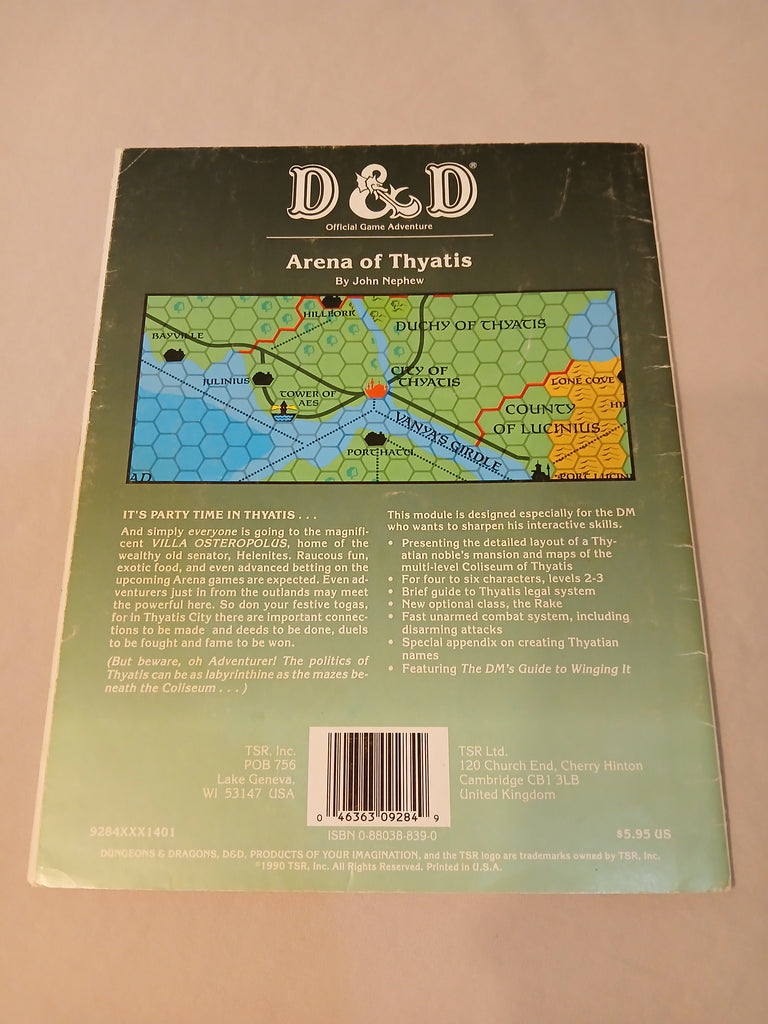 D&D®
Official Game Adventure
Arena of Thyatis
By John Nephew
HILLFORK
DUCHY OF THYATIS
BAYVILLE
CITY OF
THYATIS
JULINIUS
LONE COVE
TOWER OF
AES
COUNTY
OF LUCINIUS
HI
VANYA'S GIRDLE
PORTHATTL
AD
PORT LUCIN
IT'S PARTY TIME IN THYATIS . . .
And simply everyone is going to the magnifi-
cent VILLA OSTEROPOLUS, home of the
wealthy old senator, Helenites. Raucous fun,
exotic food, and even advanced betting on the
upcoming Arena games are expected. Even ad-
venturers just in from the outlands may meet
the powerful here. So don your festive togas,
for in Thyatis City there are important connec-
tions to be made and deeds to be done, duels
to be fought and fame to be won.
(But beware, oh Adventurer! The politics of
Thyatis can be as labyrinthine as the mazes be-
neath the Coliseum . . . )
This module is designed especially for the DM
who wants to sharpen his interactive skills.
• Presenting the detailed layout of a Thy-
atian noble's mansion and maps of the
multi-level Coliseum of Thyatis
• For four to six characters, levels 2-3
• Brief guide to Thyatis legal system
• New optional class, the Rake
• Fast unarmed combat system, including
disarming attacks
• Special appendix on creating Thyatian
names
• Featuring The DM's Guide to Winging It
TSR, Inc.
POB 756
Lake Geneva,
WI 53147 USA
TSR Ltd.
120 Church End, Cherry Hinton
Cambridge CB1 3LB
United Kingdom
0 46363 09284 9
ISBN 0-88038-839-0
9284XXX1401
$5.95 US
DUNGEONS & DRAGONS, D&D, PRODUCTS OF YOUR IMAGINATION, and the TSR logo are trademarks owned by TSR, Inc.
©1990 TSR, Inc. All Rights Reserved. Printed in U.S.A.